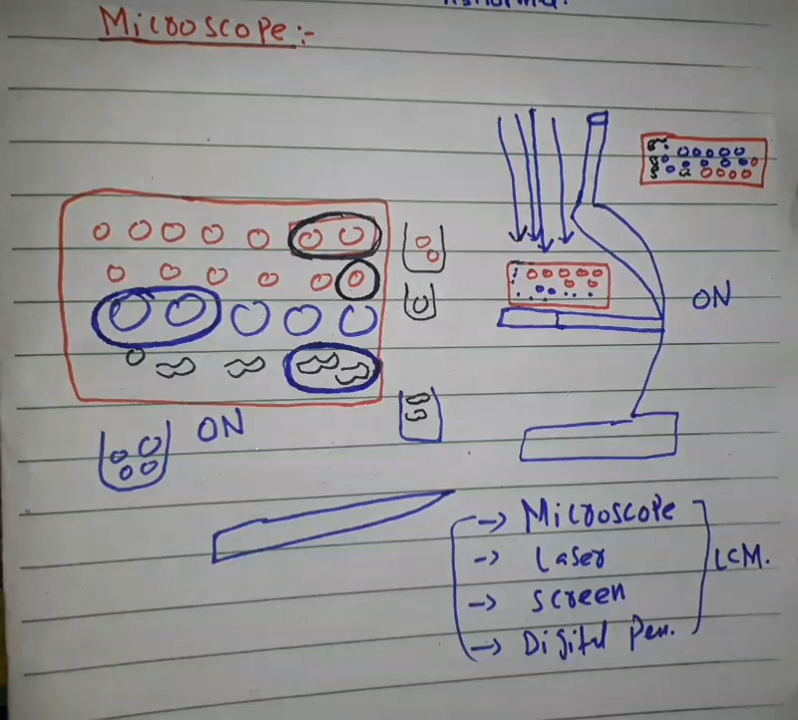 Microscope:-
ON
ON
-> Microscope
-> Laser
-> screen
-> Digital Pen.
LCM.